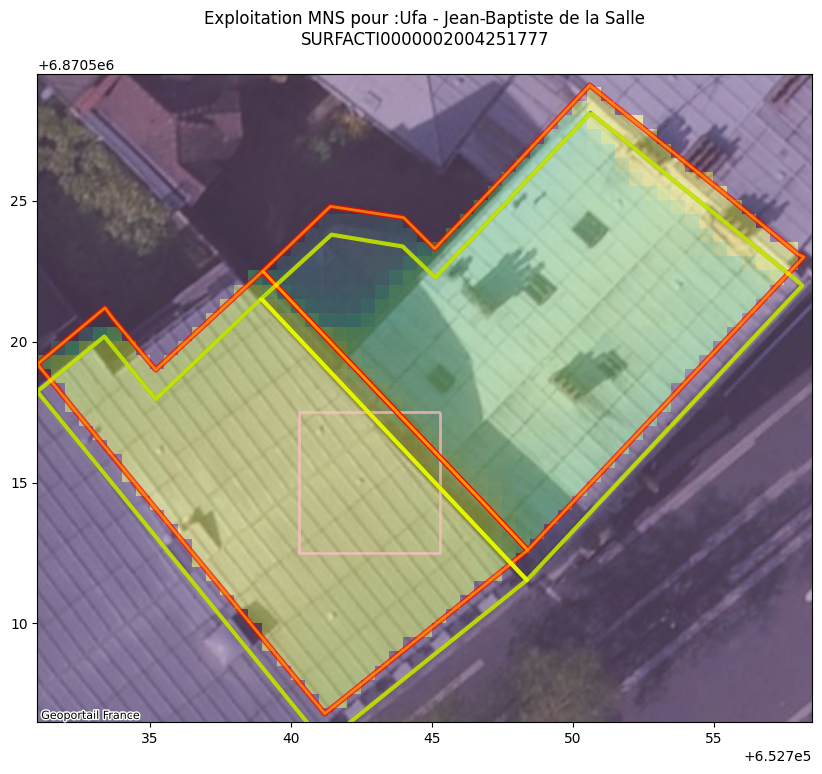 Exploitation MNS pour :Ufa - Jean-Baptiste de la Salle
SURFACTI0000002004251777
+6.8705e6
25
20
15
10
Geoportail France
35
40
45
50
55
+6.527e5